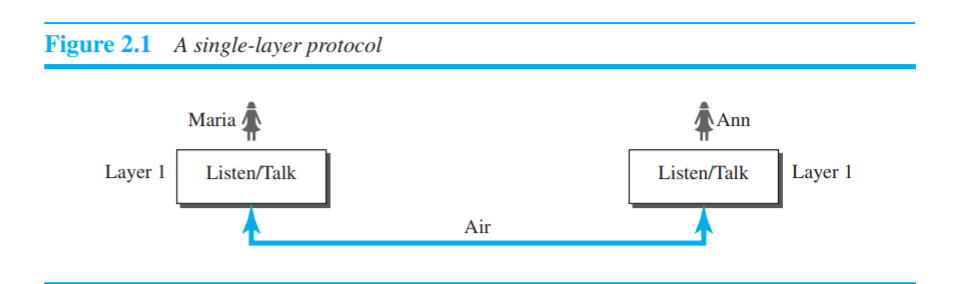 Figure 2.1 A single-layer protocol
Maria Ann
Layer 1 Listen/Talk Listen/Talk Layer 1
Air